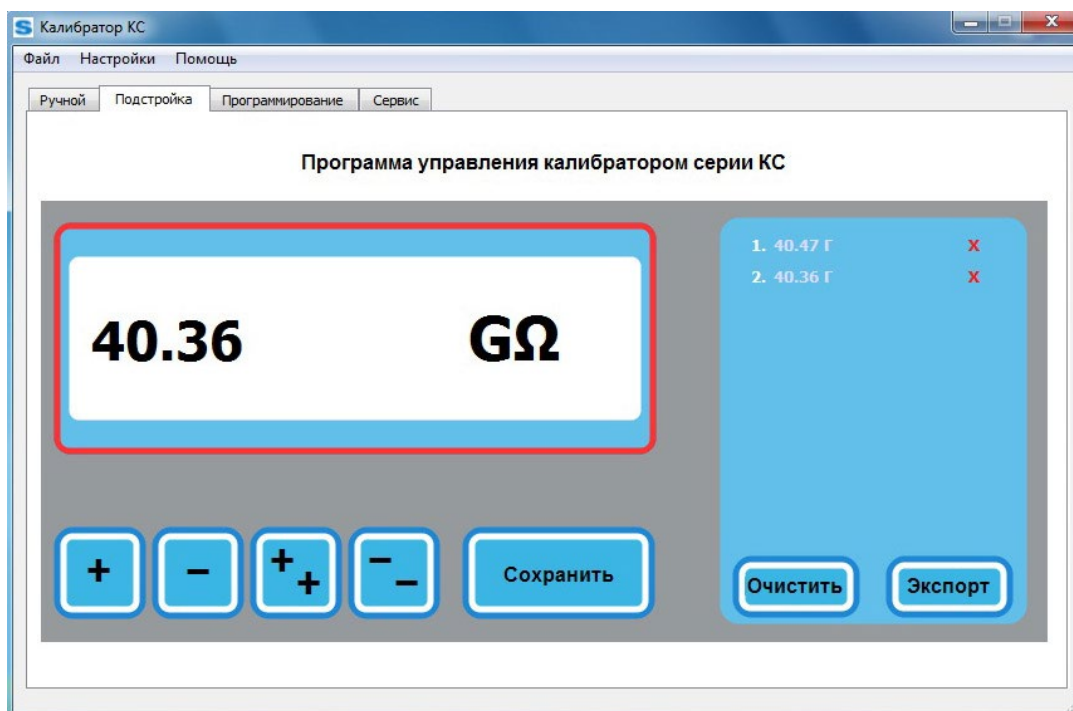 S Калибратор КС
Файл Настройки Помощь
Ручной Подстройка Программирование Сервис
Программа управления калибратором серии КС
40.36 GΩ
1. 40.47 Г X
2. 40.36 Г X
+ − ++ −− Сохранить
Очистить Экспорт